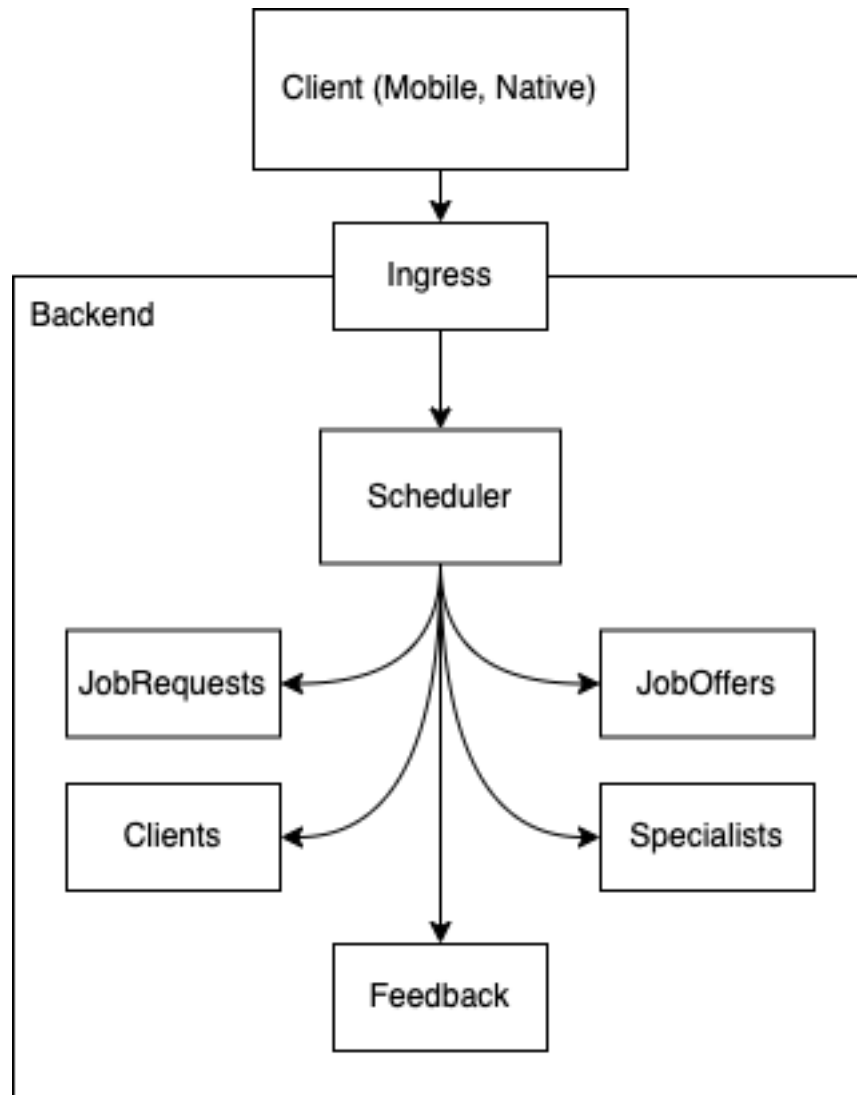 Client (Mobile, Native)
Ingress
Backend
Scheduler
JobRequests
JobOffers
Clients
Specialists
Feedback